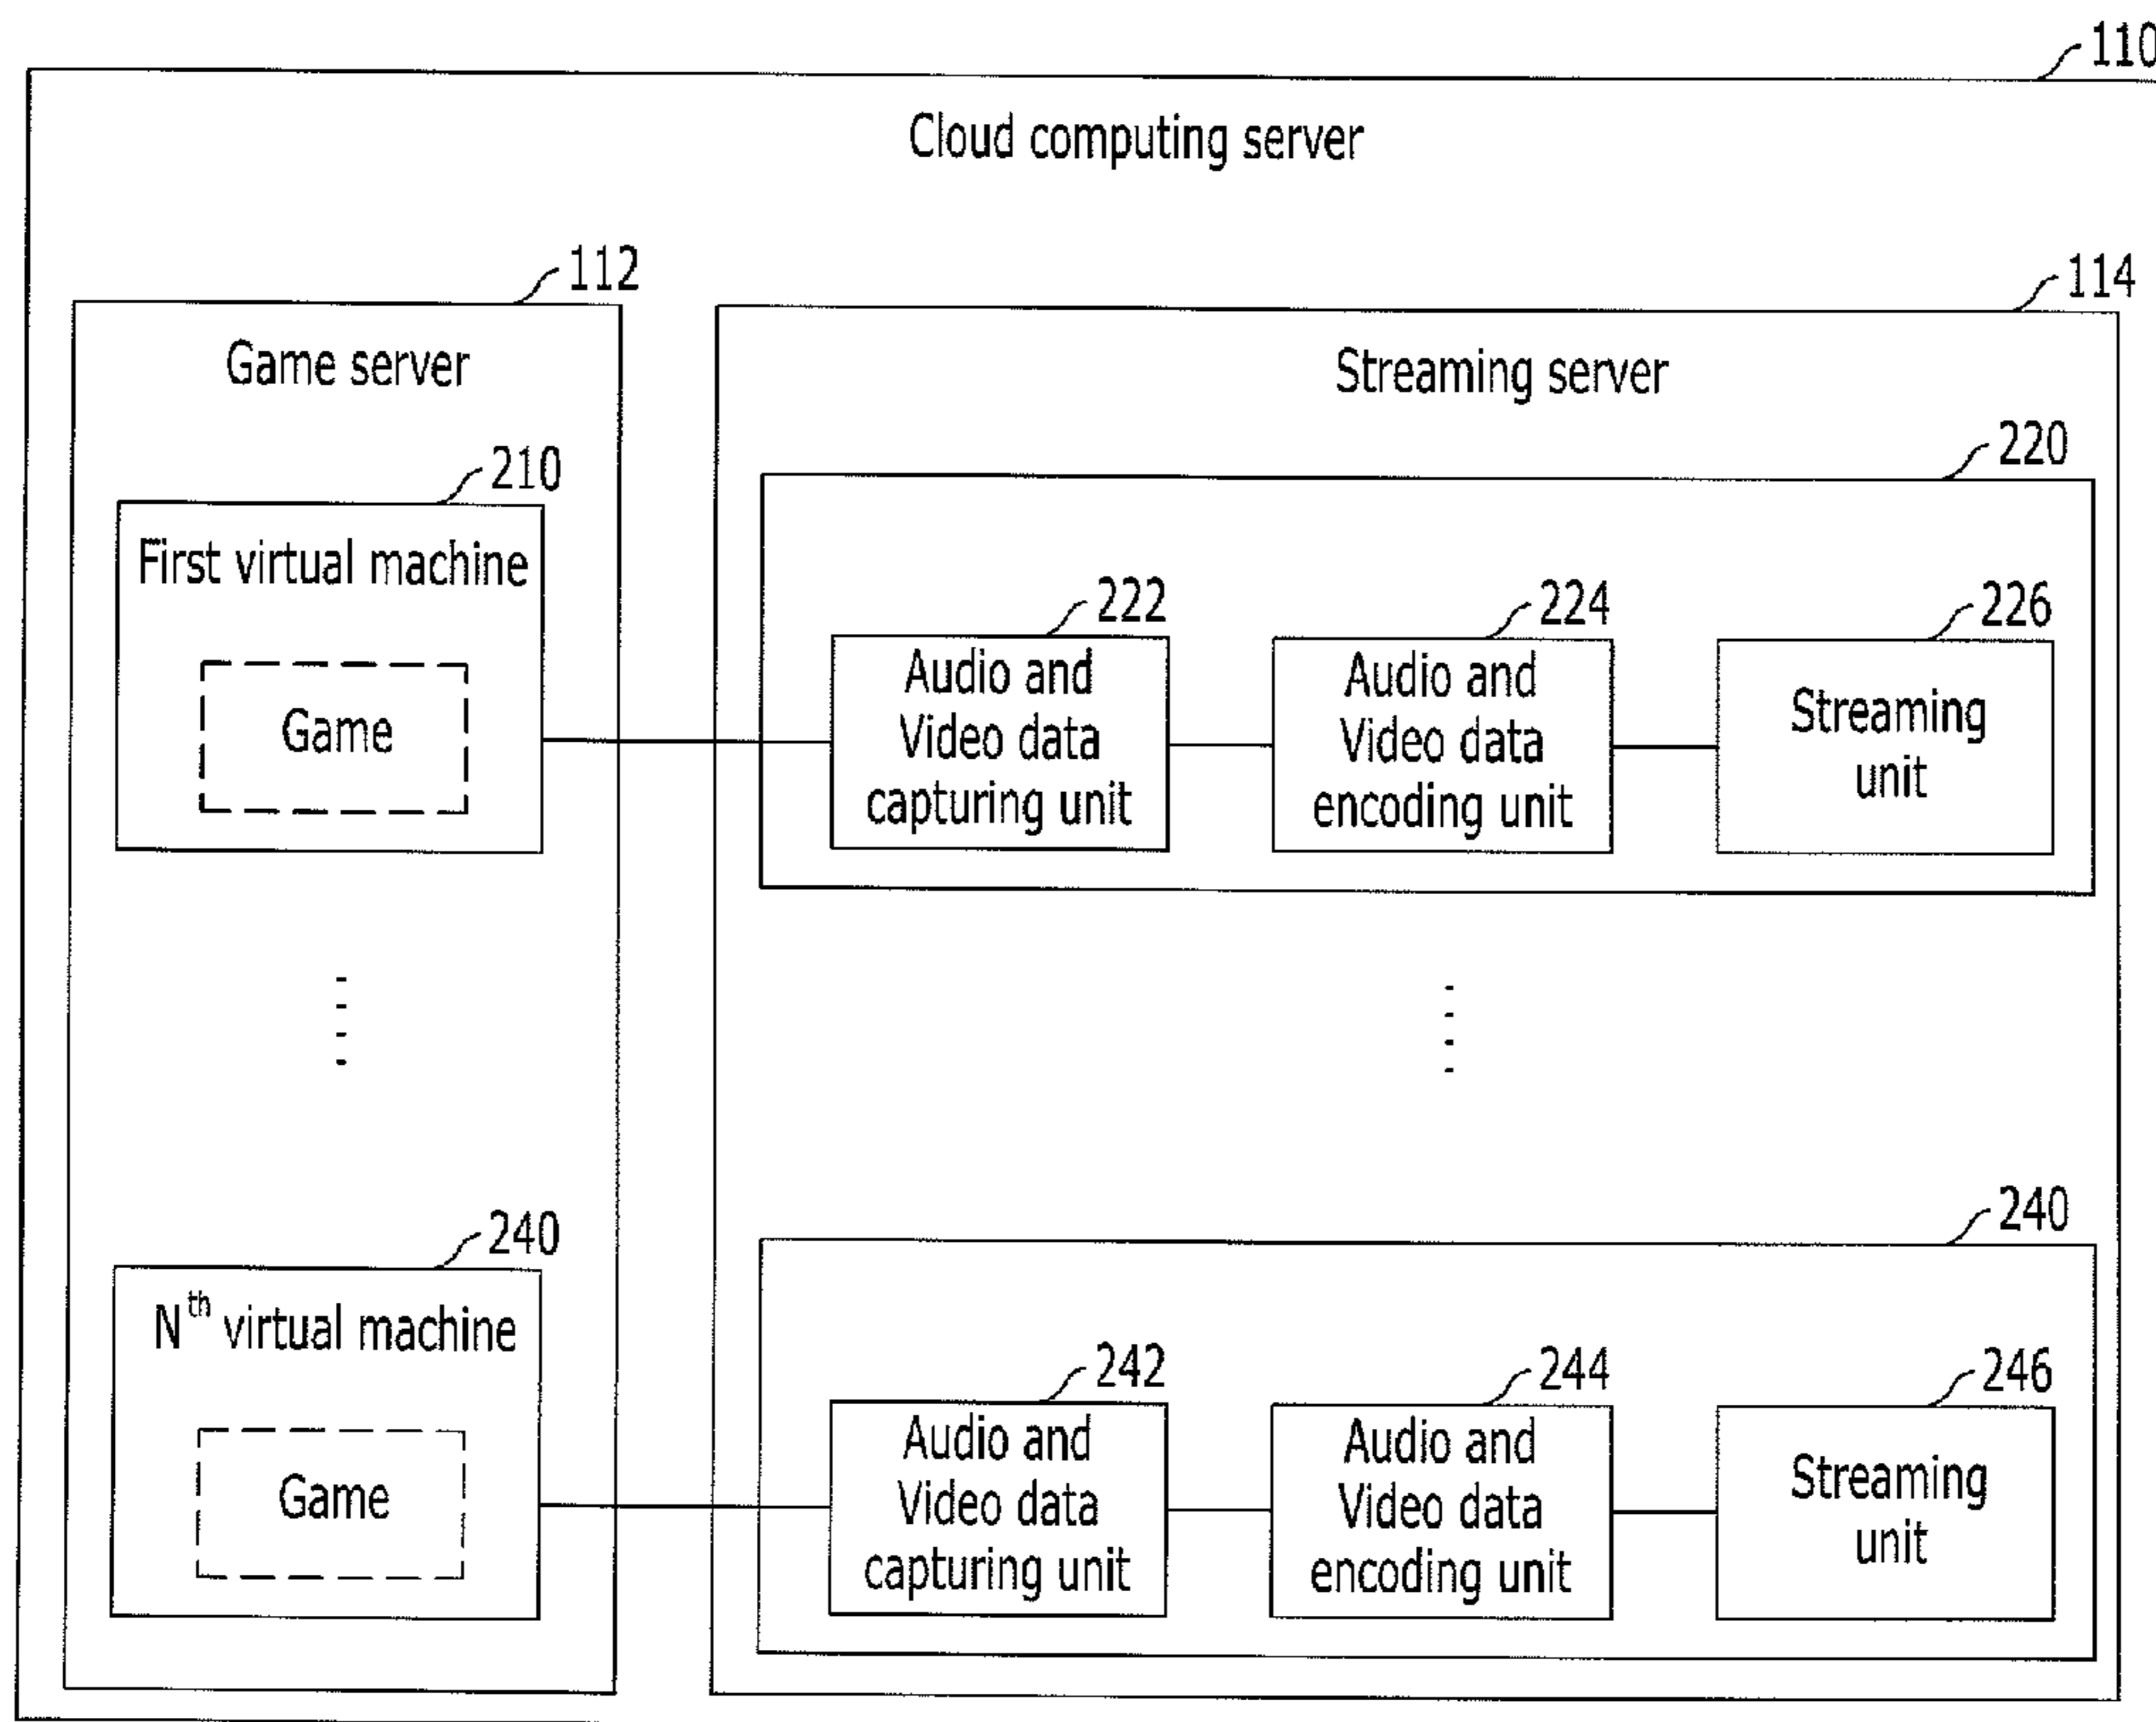 110
Cloud computing server
112
114
Game server
Streaming server
210
220
First virtual machine
222
224
226
Game
Audio and
Video data
capturing unit
Audio and
Video data
encoding unit
Streaming
unit
240
240
Nth virtual machine
242
244
246
Game
Audio and
Video data
capturing unit
Audio and
Video data
encoding unit
Streaming
unit